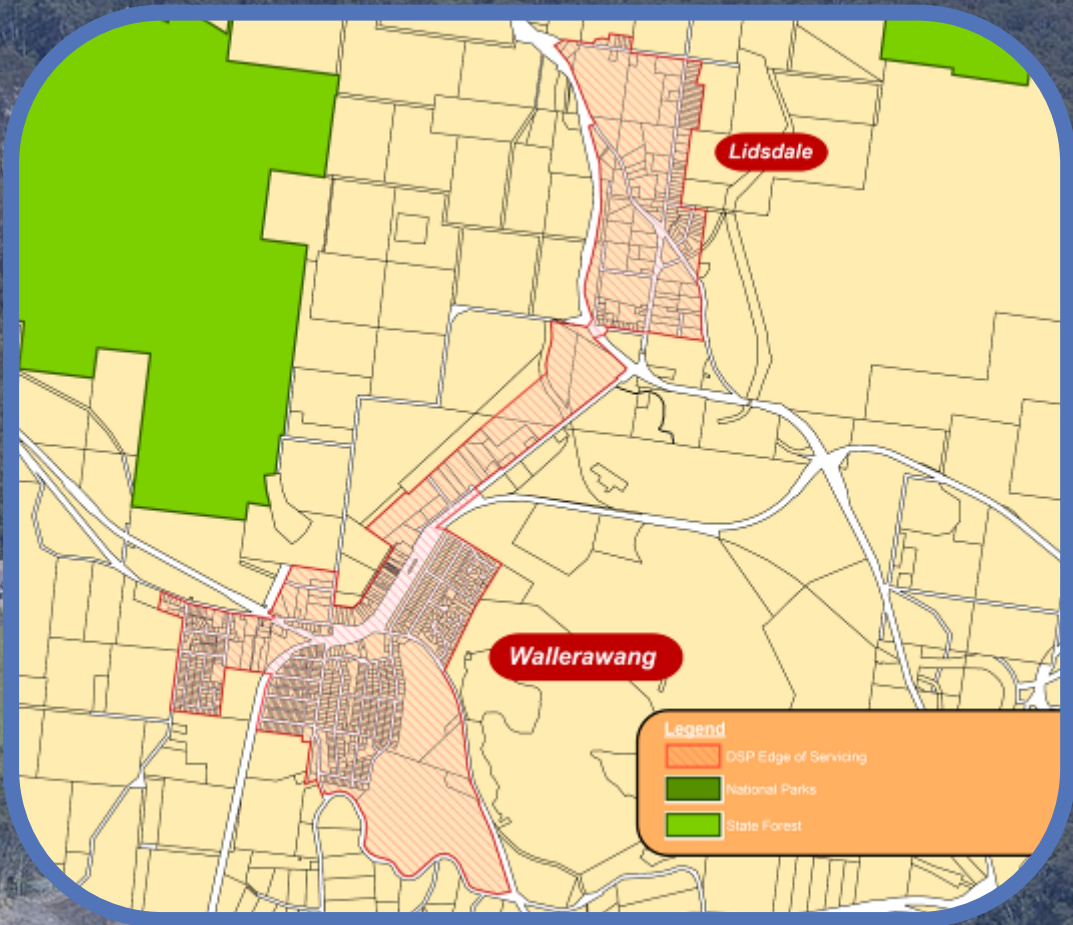 Lidsdale
Wallerawang
Legend
DSP Edge of Servicing
National Parks
State Forest